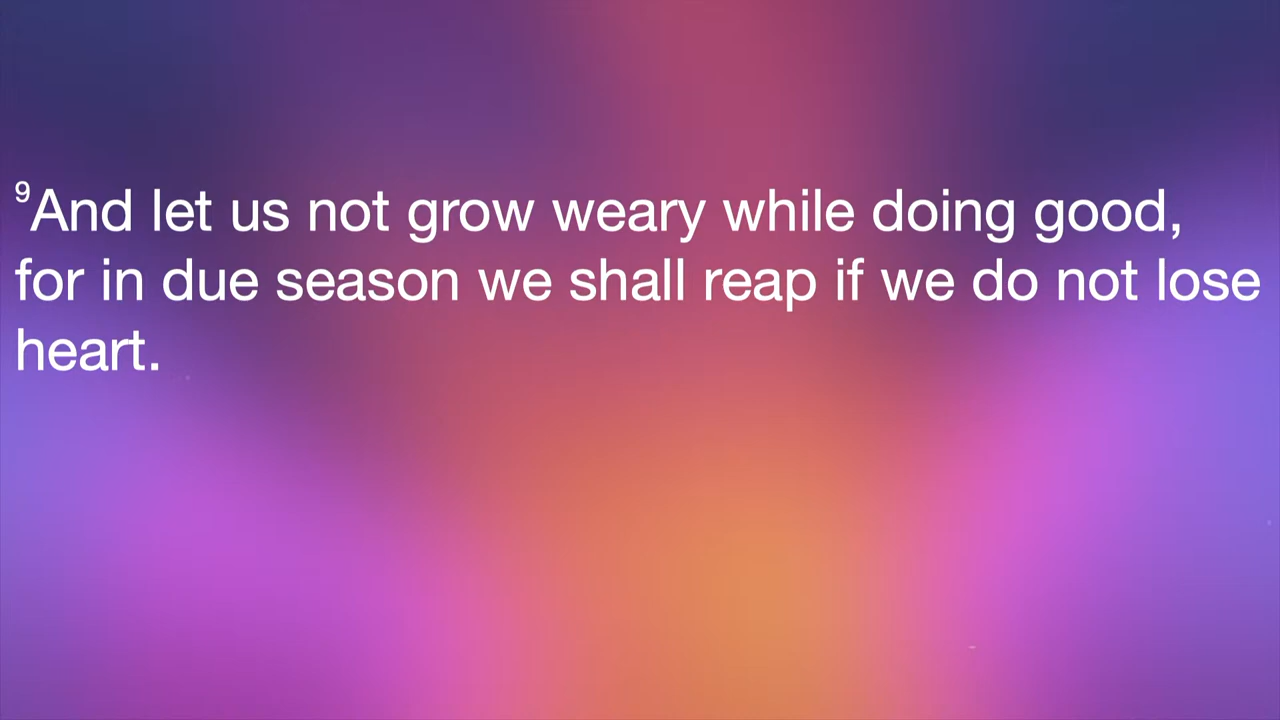 ⁹And let us not grow weary while doing good,
for in due season we shall reap if we do not lose
heart.